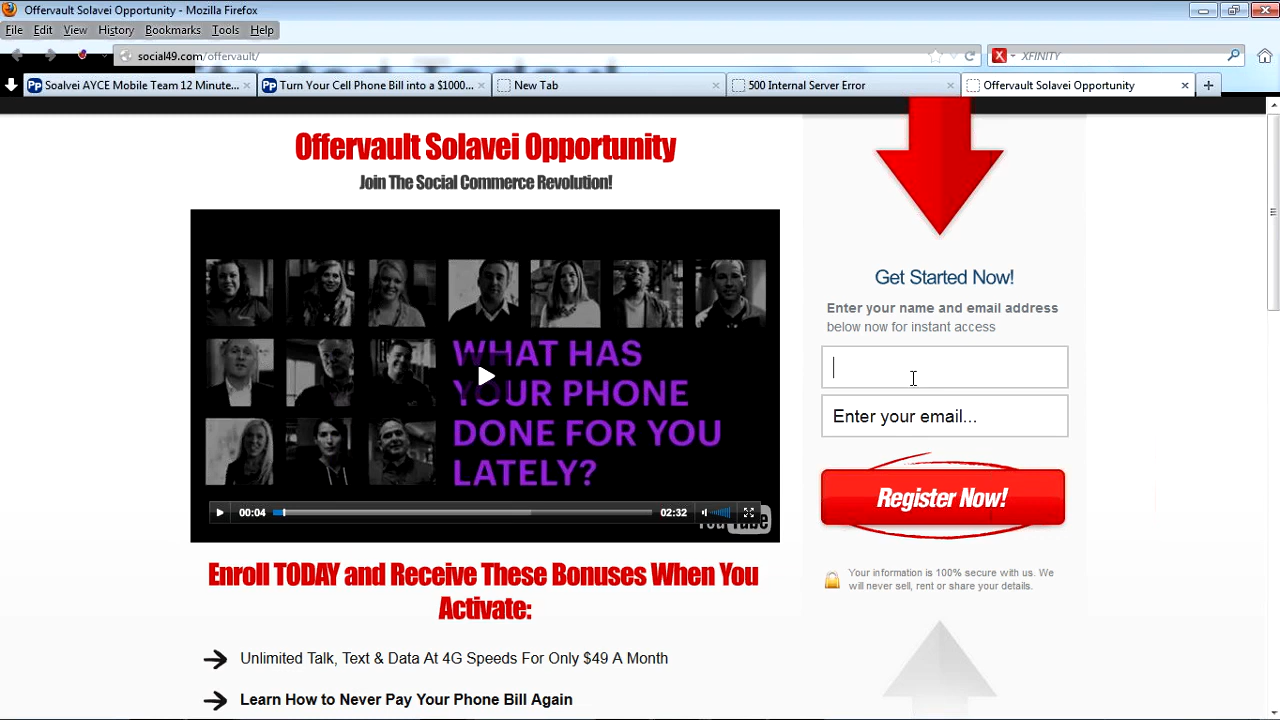 Offervault Solavei Opportunity - Mozilla Firefox
File Edit View History Bookmarks Tools Help
social49.com/offervault/
XFINITY
Soalvei AYCE Mobile Team 12 Minute...
Turn Your Cell Phone Bill into a $1000...
New Tab
500 Internal Server Error
Offervault Solavei Opportunity
Offervault Solavei Opportunity
Join The Social Commerce Revolution!
WHAT HAS
YOUR PHONE
DONE FOR YOU
LATELY?
00:04
02:32
YouTube
Enroll TODAY and Receive These Bonuses When You
Activate:
Unlimited Talk, Text & Data At 4G Speeds For Only $49 A Month
Learn How to Never Pay Your Phone Bill Again
Get Started Now!
Enter your name and email address
below now for instant access
Enter your email...
Register Now!
Your information is 100% secure with us. We
will never sell, rent or share your details.